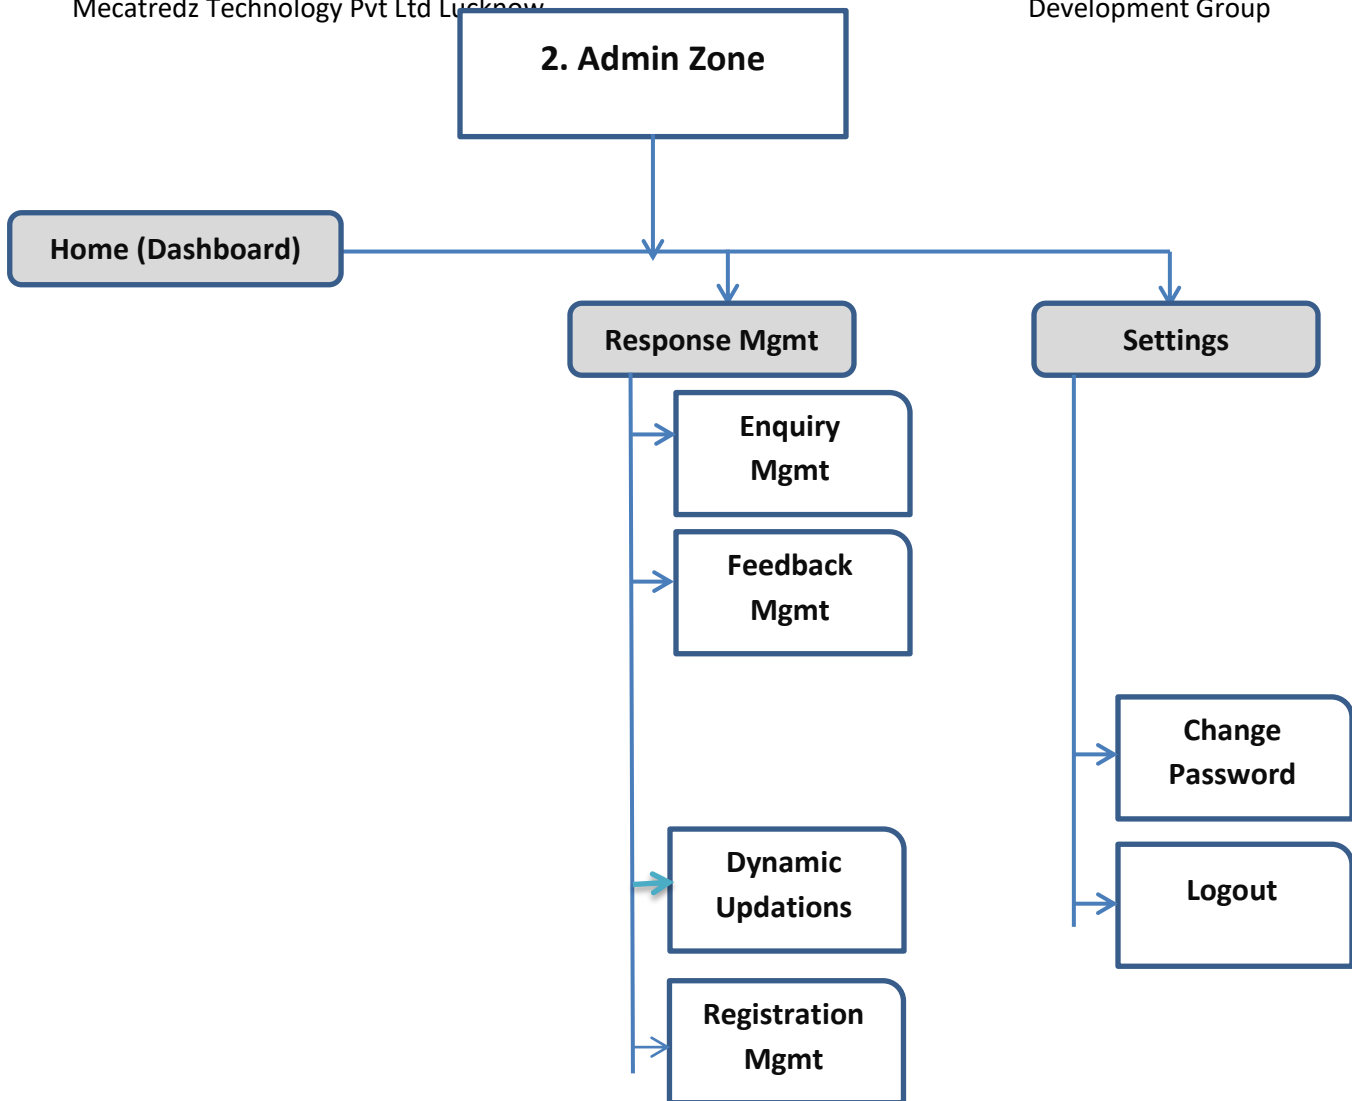 Mecatredz Technology Pvt Ltd Lucknow
Development Group
2. Admin Zone
Home (Dashboard)
Response Mgmt
Settings
Enquiry
Mgmt
Feedback
Mgmt
Change
Password
Dynamic
Updations
Logout
Registration
Mgmt